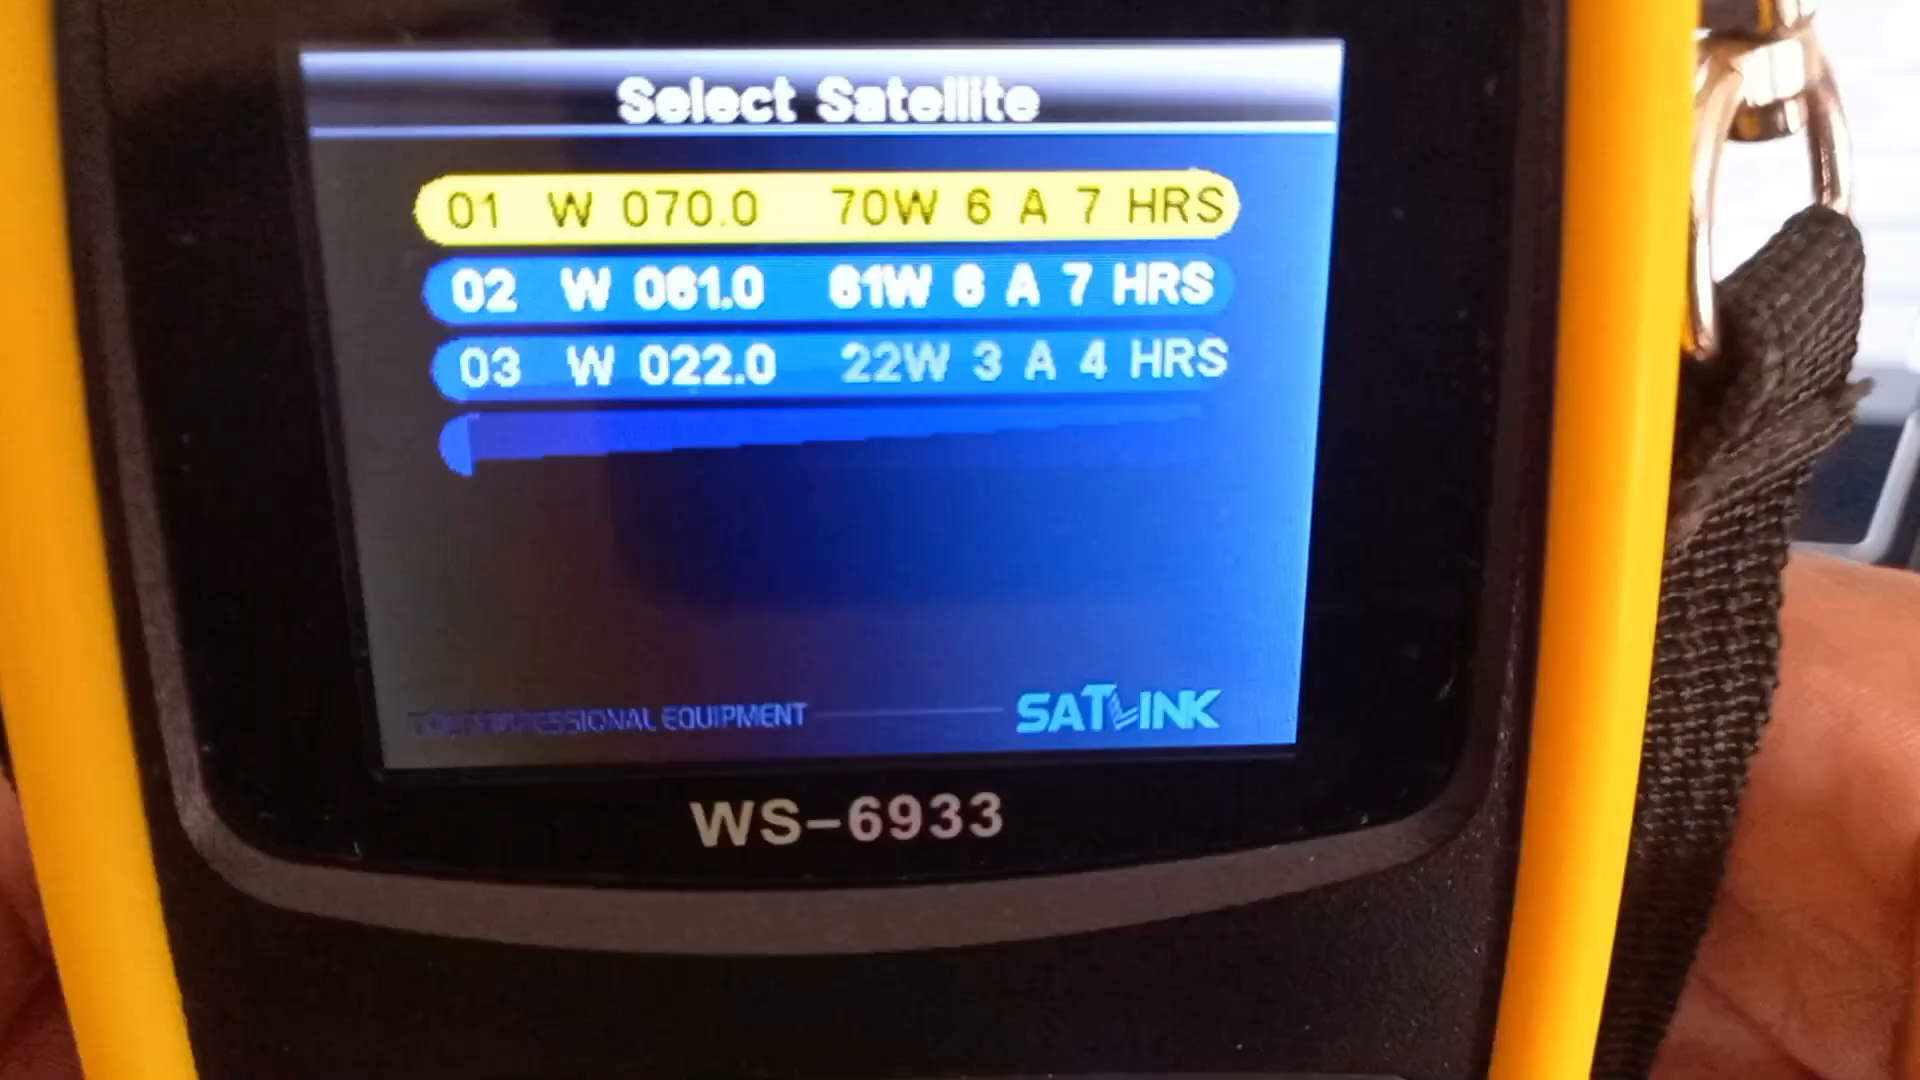 Select Satellite
01 W 070.0 70W 6 A 7 HRS
02 W 061.0 61W 6 A 7 HRS
03 W 022.0 22W 3 A 4 HRS
EQUIPMENT SATLINK
WS-6933